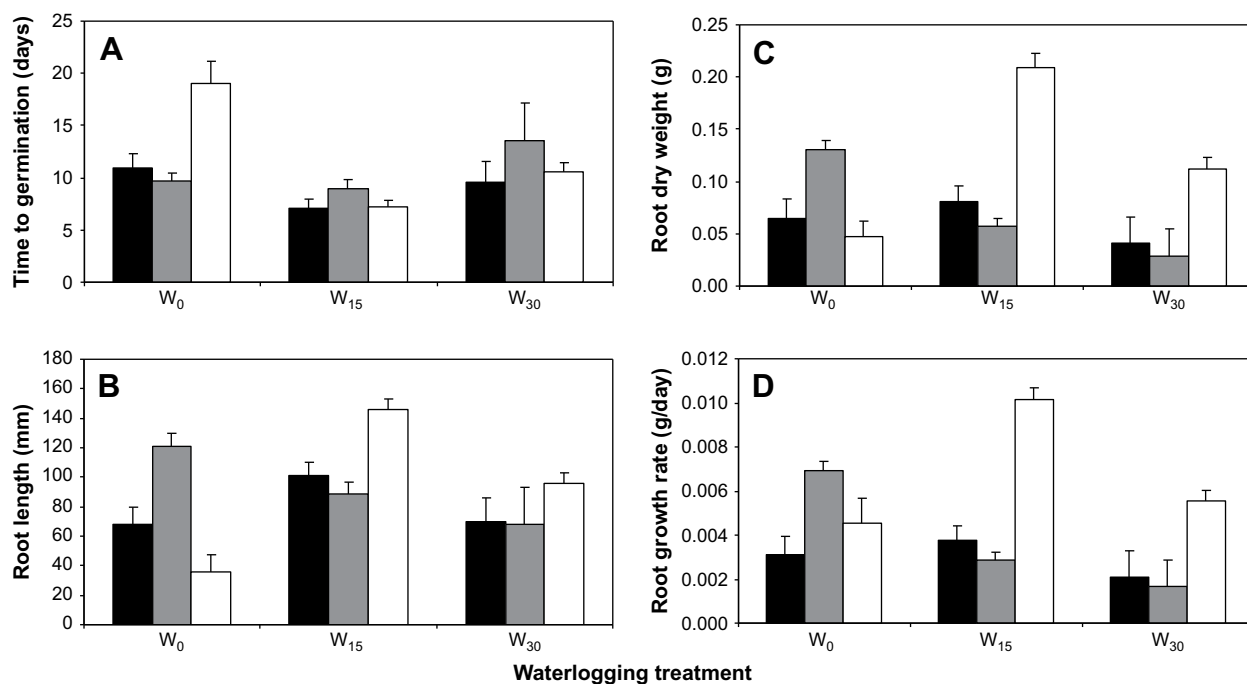 A
Time to germination (days)
25
20
15
10
5
0
W0 W15 W30
C
Root dry weight (g)
0.25
0.20
0.15
0.10
0.05
0.00
W0 W15 W30
B
Root length (mm)
180
160
140
120
100
80
60
40
20
0
W0 W15 W30
D
Root growth rate (g/day)
0.012
0.010
0.008
0.006
0.004
0.002
0.000
W0 W15 W30
Waterlogging treatment